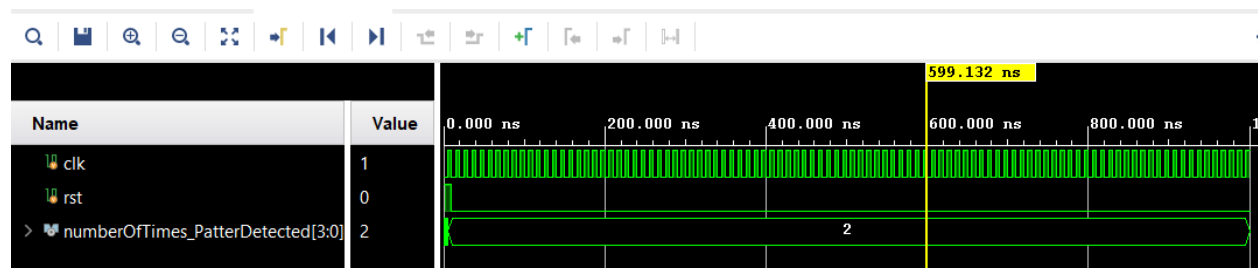 599.132 ns
Name Value 0.000 ns 200.000 ns 400.000 ns 600.000 ns 800.000 ns 1
clk 1
rst 0
numberOfTimes_PatterDetected[3:0] 2 2